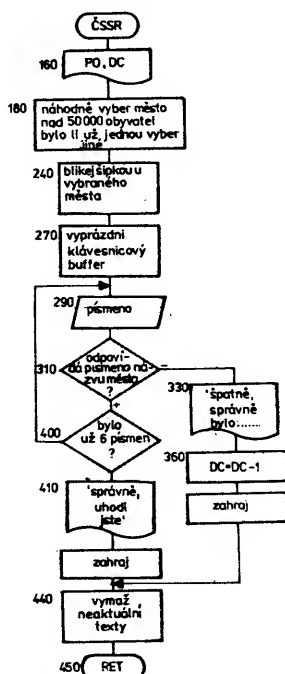 ČSSR
160
PO, DC
180
náhodně vyber město
nad 50000 obyvatel
bylo li už jednou vyber
jiné
240
blikej šipkou u
vybraného
města
270
vyprázdni
klávesnicový
buffer
290
písmeno
310
odpoví-
dá písmeno ná-
zvu města
?
-
+
330
'špatně,
správně
bylo......
400
bylo
už 6 písmen
?
360
DC=DC-1
410
'správně,
uhodl
jste'
zahraj
zahraj
440
vymaž
neaktuální
texty
450
RET